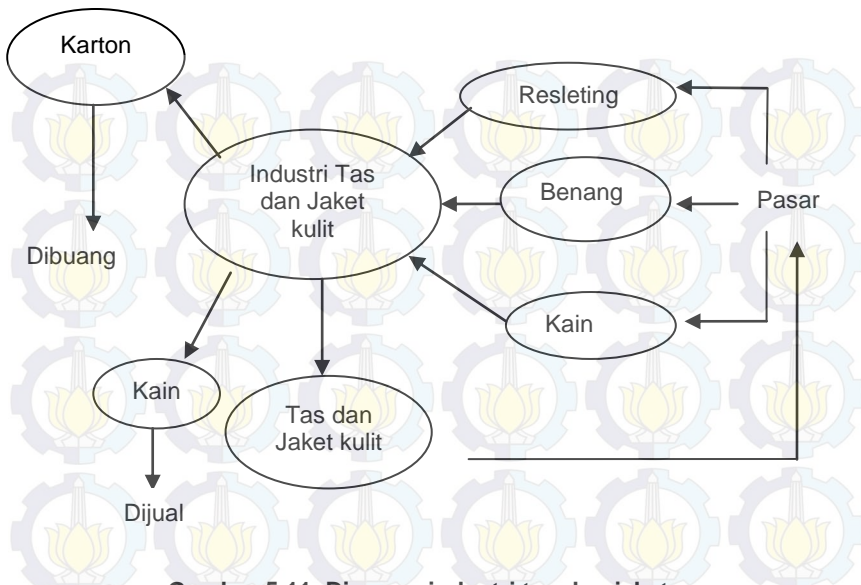 Karton
Resleting
Industri Tas
dan Jaket
kulit
Benang
Pasar
Dibuang
Kain
Kain
Tas dan
Jaket kulit
Dijual